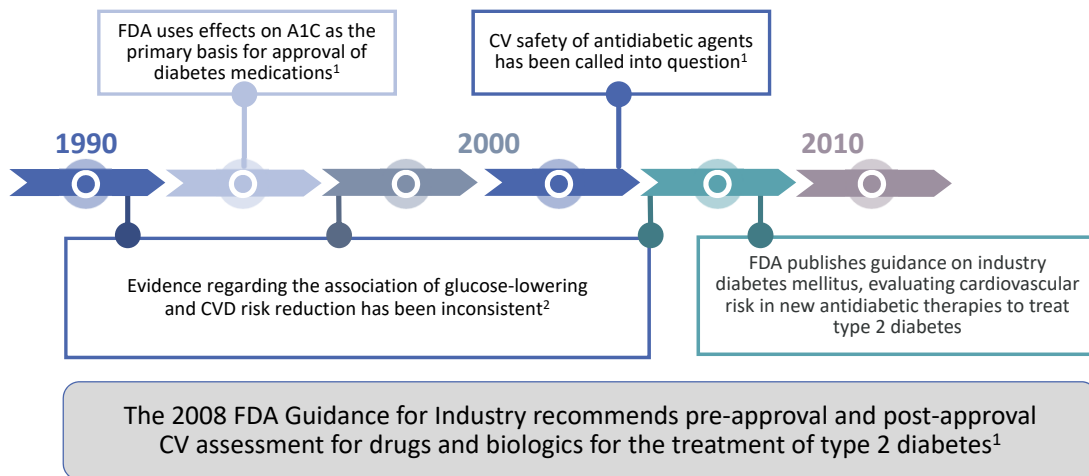 FDA uses effects on A1C as the
primary basis for approval of
diabetes medications¹
CV safety of antidiabetic agents
has been called into question¹
1990
2000
2010
Evidence regarding the association of glucose-lowering
and CVD risk reduction has been inconsistent²
FDA publishes guidance on industry
diabetes mellitus, evaluating cardiovascular
risk in new antidiabetic therapies to treat
type 2 diabetes
The 2008 FDA Guidance for Industry recommends pre-approval and post-approval
CV assessment for drugs and biologics for the treatment of type 2 diabetes¹